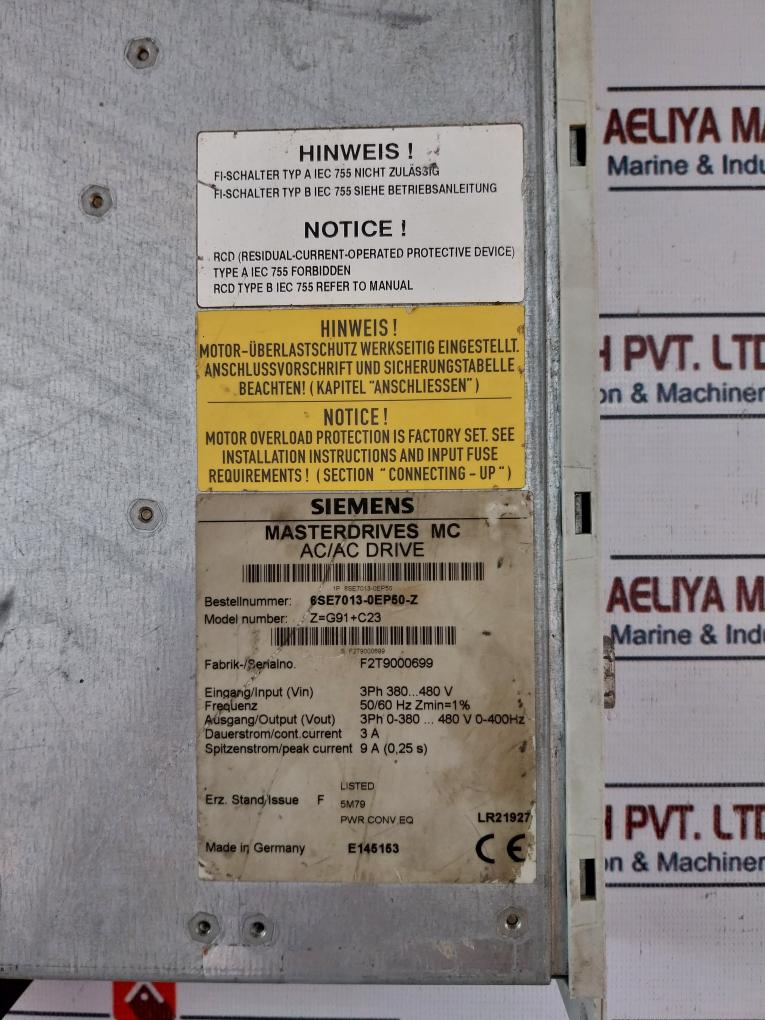 HINWEIS !
FI-SCHALTER TYP A IEC 755 NICHT ZULÄSSIG
FI-SCHALTER TYP B IEC 755 SIEHE BETRIEBSANLEITUNG
NOTICE !
RCD (RESIDUAL-CURRENT-OPERATED PROTECTIVE DEVICE)
TYPE A IEC 755 FORBIDDEN
RCD TYPE B IEC 755 REFER TO MANUAL
HINWEIS !
MOTOR-ÜBERLASTSCHUTZ WERKSEITIG EINGESTELLT.
ANSCHLUSSVORSCHRIFT UND SICHERUNGSTABELLE
BEACHTEN! ( KAPITEL "ANSCHLIESSEN" )
NOTICE !
MOTOR OVERLOAD PROTECTION IS FACTORY SET. SEE
INSTALLATION INSTRUCTIONS AND INPUT FUSE
REQUIREMENTS ! ( SECTION " CONNECTING - UP " )
SIEMENS
MASTERDRIVES MC
AC/AC DRIVE
1P 6SE7013-0EP50
Bestellnummer: 6SE7013-0EP50-Z
Model number: Z=G91+C23
S F2T9000699
Fabrik-/Serialno. F2T9000699
Eingang/Input (Vin) 3Ph 380...480 V
Frequenz 50/60 Hz Zmin=1%
Ausgang/Output (Vout) 3Ph 0-380 ... 480 V 0-400Hz
Dauerstrom/cont.current 3 A
Spitzenstrom/peak current 9 A (0,25 s)
LISTED
Erz. Stand/Issue F 5M79
PWR CONV.EQ LR21927
Made in Germany E145153 CE
AELIYA MA
Marine & Indu
H PVT. LTD
on & Machiner
AELIYA MA
Marine & Indu
H PVT. LTD
on & Machiner